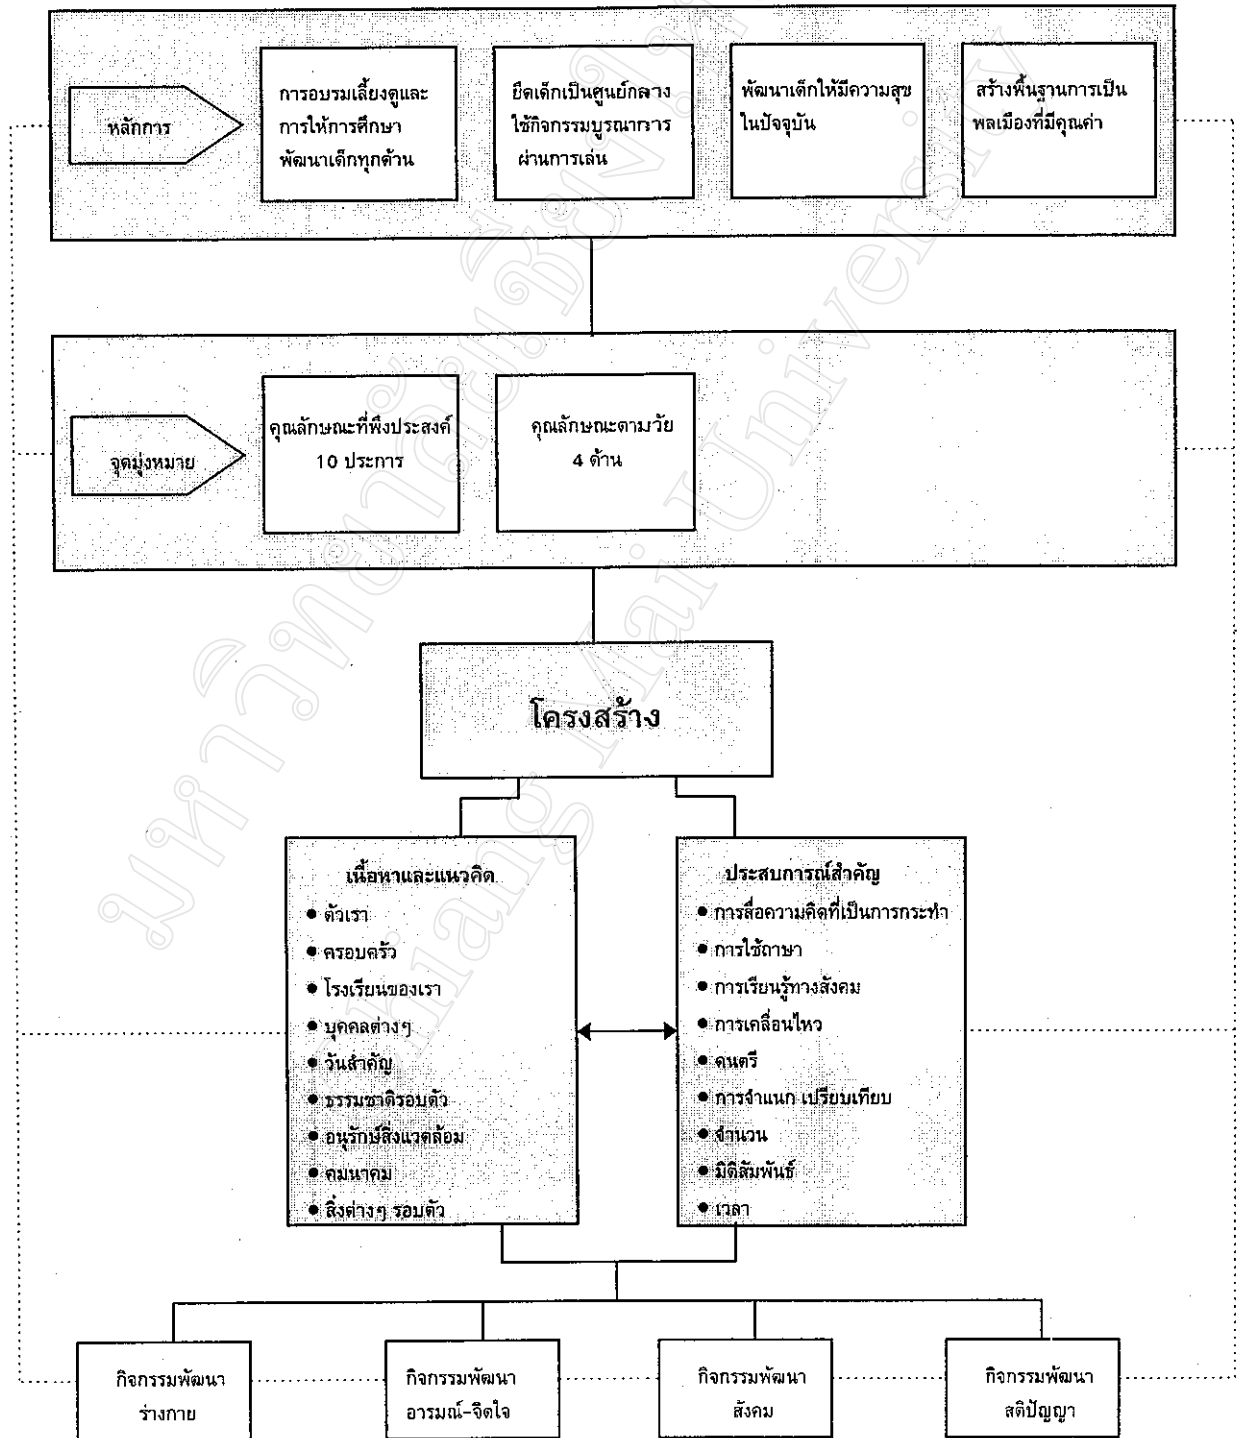 หลักการ
การอบรมเลี้ยงดูและ
การให้การศึกษา
พัฒนาเด็กทุกด้าน
ยึดเด็กเป็นศูนย์กลาง
ใช้กิจกรรมบูรณาการ
ผ่านการเล่น
พัฒนาเด็กให้มีความสุข
ในปัจจุบัน
สร้างพื้นฐานการเป็น
พลเมืองที่มีคุณค่า
จุดมุ่งหมาย
คุณลักษณะที่พึงประสงค์
10 ประการ
คุณลักษณะตามวัย
4 ด้าน
โครงสร้าง
เนื้อหาและแนวคิด
• ตัวเรา
• ครอบครัว
• โรงเรียนของเรา
• บุคคลต่างๆ
• วันสำคัญ
• ธรรมชาติรอบตัว
• อนุรักษ์สิ่งแวดล้อม
• คมนาคม
• สิ่งต่างๆ รอบตัว
ประสบการณ์สำคัญ
• การสื่อความคิดที่เป็นการกระทำ
• การใช้ภาษา
• การเรียนรู้ทางสังคม
• การเคลื่อนไหว
• ดนตรี
• การจำแนก เปรียบเทียบ
• จำนวน
• มิติสัมพันธ์
• เวลา
กิจกรรมพัฒนา
ร่างกาย
กิจกรรมพัฒนา
อารมณ์-จิตใจ
กิจกรรมพัฒนา
สังคม
กิจกรรมพัฒนา
สติปัญญา
มหาวิทยาลัยเชียงให
Chiang Mai University